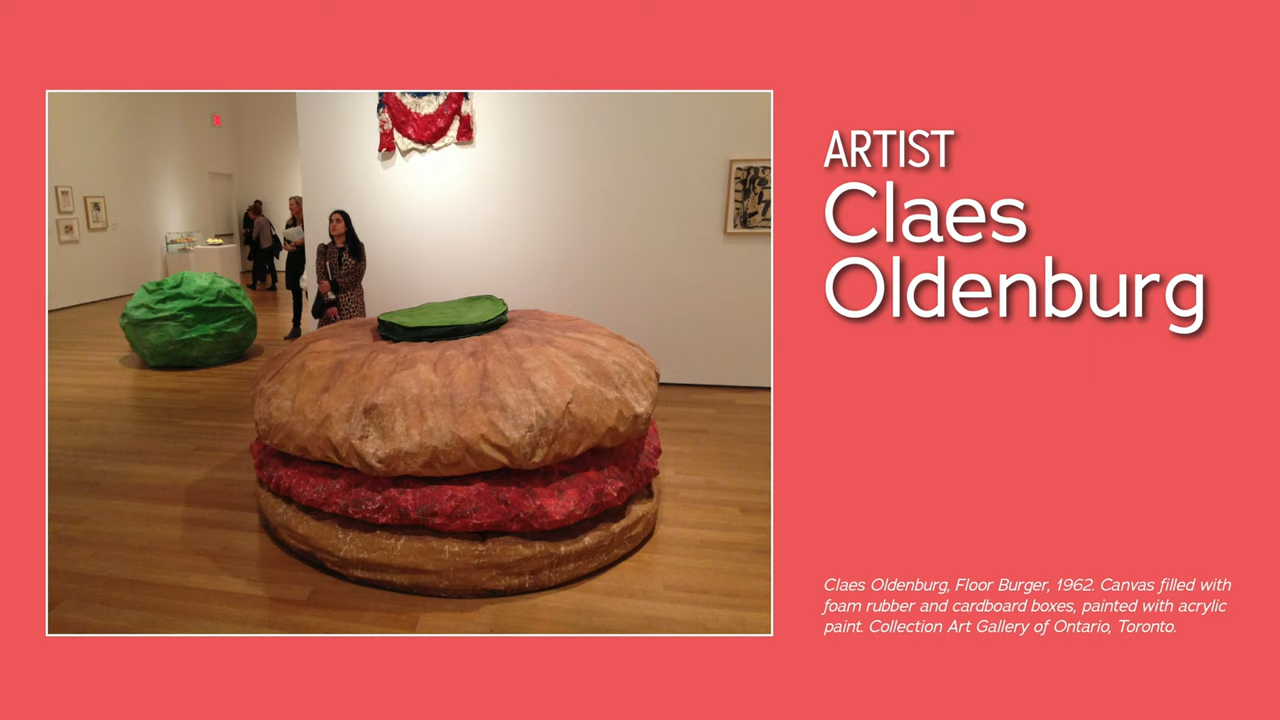 ARTIST
Claes
Oldenburg
Claes Oldenburg, Floor Burger, 1962. Canvas filled with
foam rubber and cardboard boxes, painted with acrylic
paint. Collection Art Gallery of Ontario, Toronto.